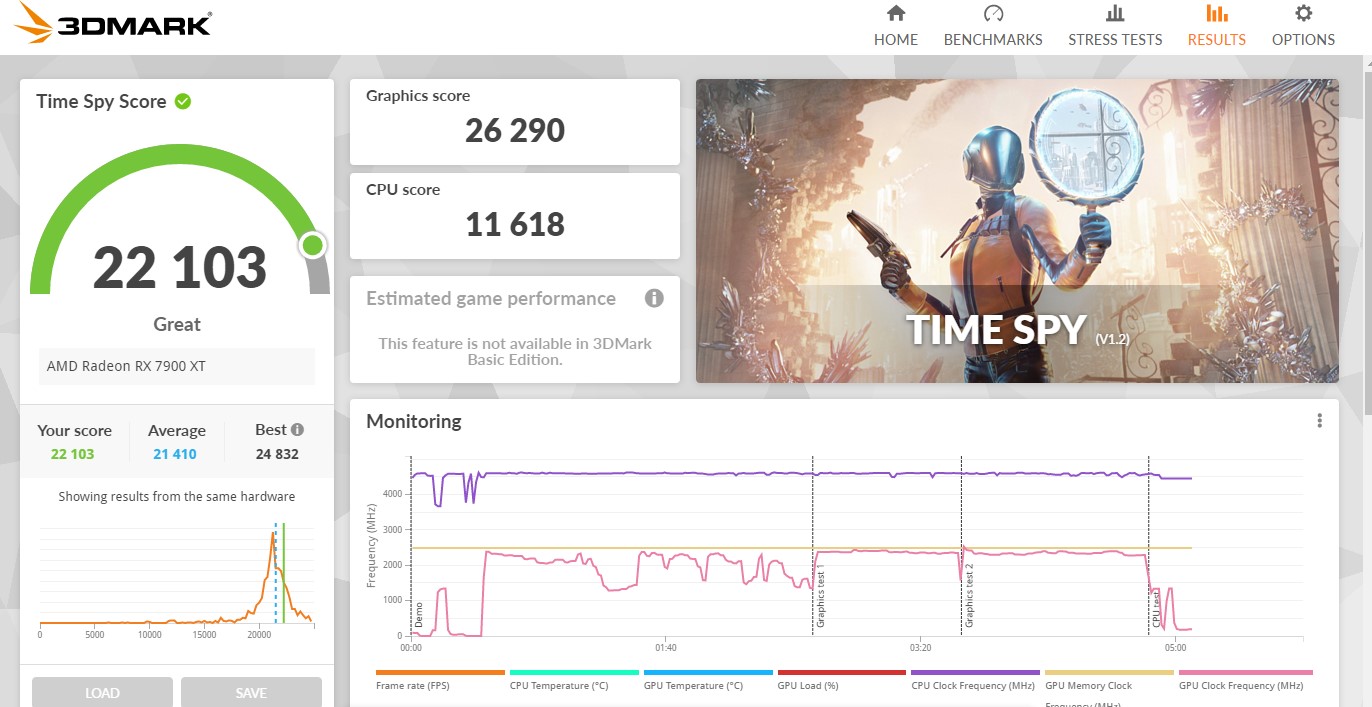 3DMARK®
HOME
BENCHMARKS
STRESS TESTS
RESULTS
OPTIONS
Time Spy Score
22 103
Great
AMD Radeon RX 7900 XT
Your score
22 103
Average
21 410
Best
24 832
Showing results from the same hardware
0 5000 10000 15000 20000
LOAD
SAVE
Graphics score
26 290
CPU score
11 618
Estimated game performance
This feature is not available in 3DMark
Basic Edition.
TIME SPY (V1.2)
Monitoring
Frequency (MHz)
4000
3000
2000
1000
0
Demo
Graphics test 1
Graphics test 2
CPU test
00:00 01:40 03:20 05:00
Frame rate (FPS)
CPU Temperature (°C)
GPU Temperature (°C)
GPU Load (%)
CPU Clock Frequency (MHz)
GPU Memory Clock
Frequency (MHz)
GPU Clock Frequency (MHz)